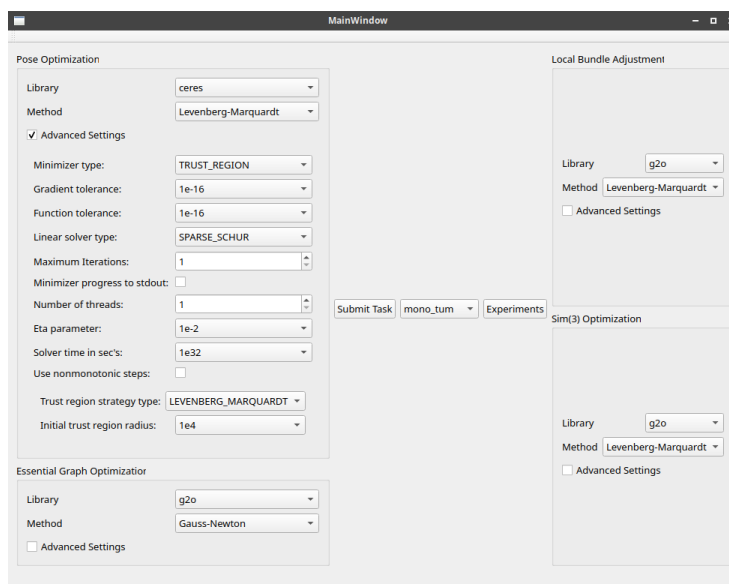 MainWindow
Pose Optimization
Library ceres
Method Levenberg-Marquardt
Advanced Settings
Minimizer type: TRUST_REGION
Gradient tolerance: 1e-16
Function tolerance: 1e-16
Linear solver type: SPARSE_SCHUR
Maximum Iterations: 1
Minimizer progress to stdout:
Number of threads: 1
Eta parameter: 1e-2
Solver time in sec's: 1e32
Use nonmonotonic steps:
Trust region strategy type: LEVENBERG_MARQUARDT
Initial trust region radius: 1e4
Essential Graph Optimization
Library g2o
Method Gauss-Newton
Advanced Settings
Submit Task mono_tum Experiments
Local Bundle Adjustment
Library g2o
Method Levenberg-Marquardt
Advanced Settings
Sim(3) Optimization
Library g2o
Method Levenberg-Marquardt
Advanced Settings